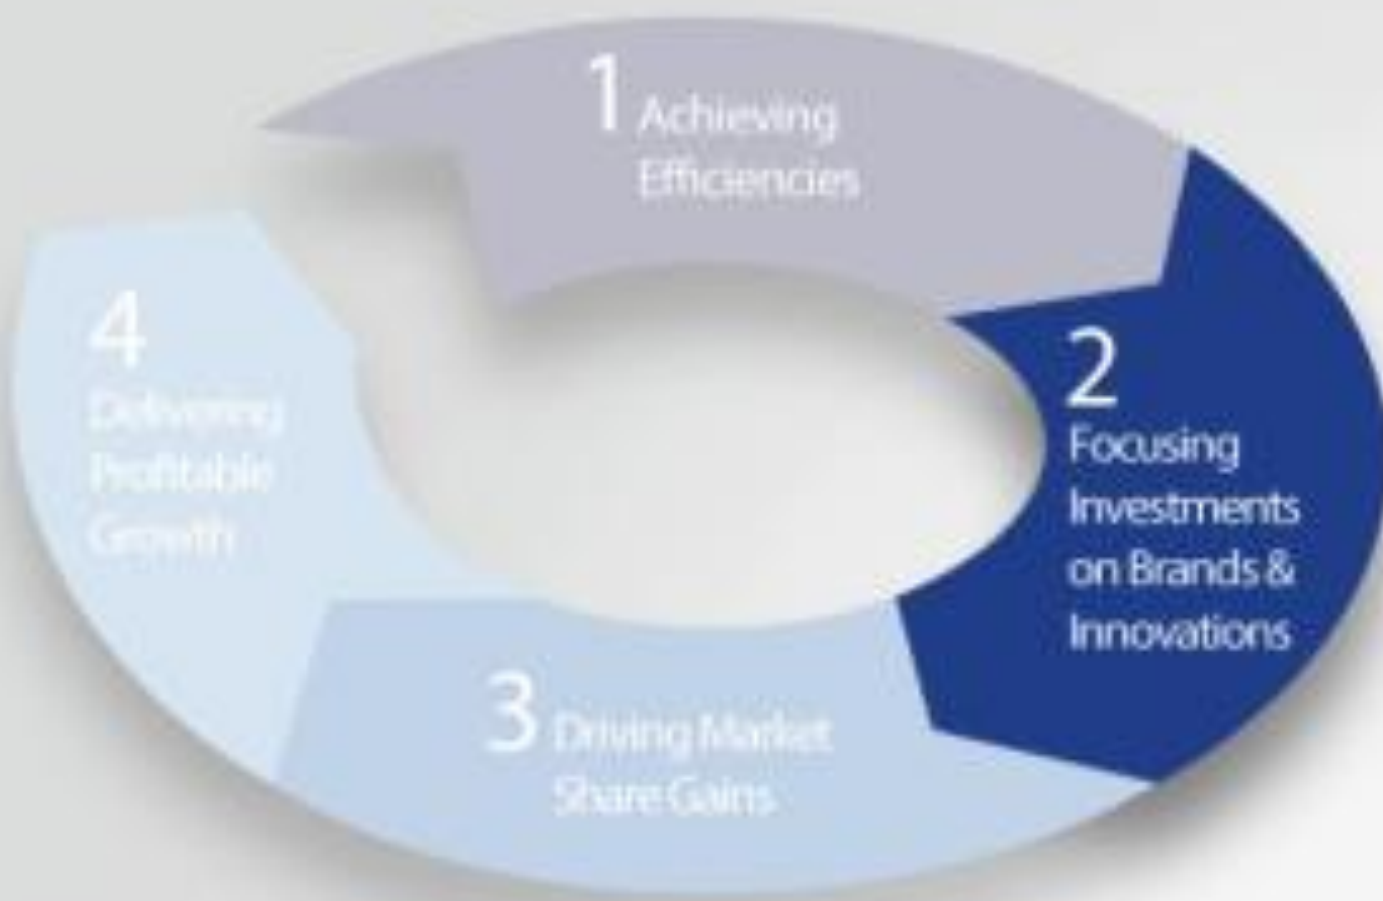 1 Achieving
Efficiencies
2
Focusing
Investments
on Brands &
Innovations
3 Driving Market
Share Gains
4
Delivering
Profitable
Growth